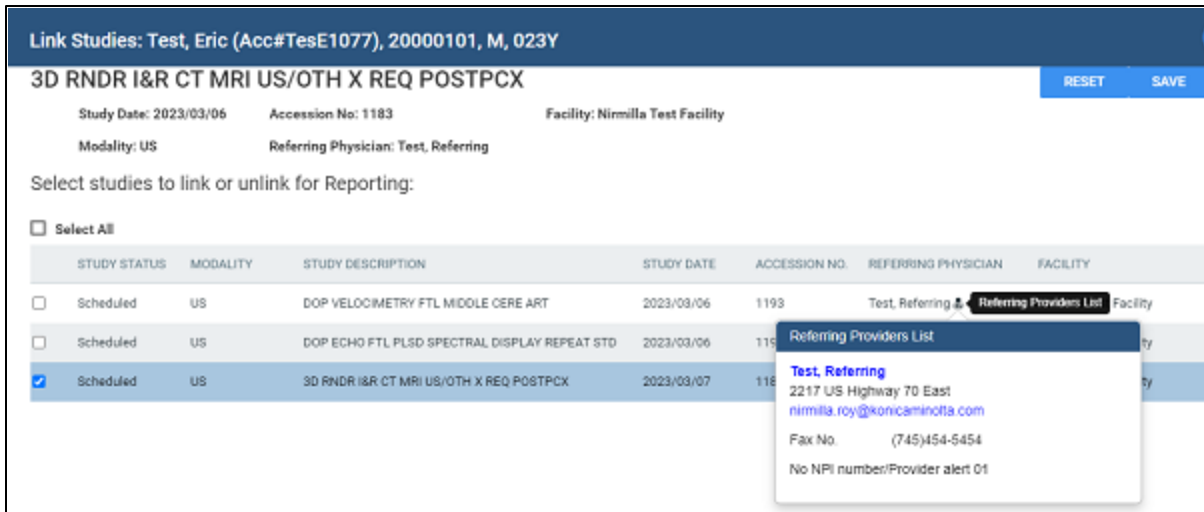 Link Studies: Test, Eric (Acc#TesE1077), 20000101, M, 023Y
3D RNDR I&R CT MRI US/OTH X REQ POSTPCX
RESET SAVE
Study Date: 2023/03/06 Accession No: 1183 Facility: Nirmilla Test Facility
Modality: US Referring Physician: Test, Referring
Select studies to link or unlink for Reporting:
Select All
STUDY STATUS MODALITY STUDY DESCRIPTION STUDY DATE ACCESSION NO. REFERRING PHYSICIAN FACILITY
Scheduled US DOP VELOCIMETRY FTL MIDDLE CERE ART 2023/03/06 1193 Test, Referring Referring Providers List Facility
Scheduled US DOP ECHO FTL PLSD SPECTRAL DISPLAY REPEAT STD 2023/03/06 119 ty
Scheduled US 3D RNDR I&R CT MRI US/OTH X REQ POSTPCX 2023/03/07 118 ty
Referring Providers List
Test, Referring
2217 US Highway 70 East
nirmilla.roy@konicaminolta.com
Fax No. (745)454-5454
No NPI number/Provider alert 01